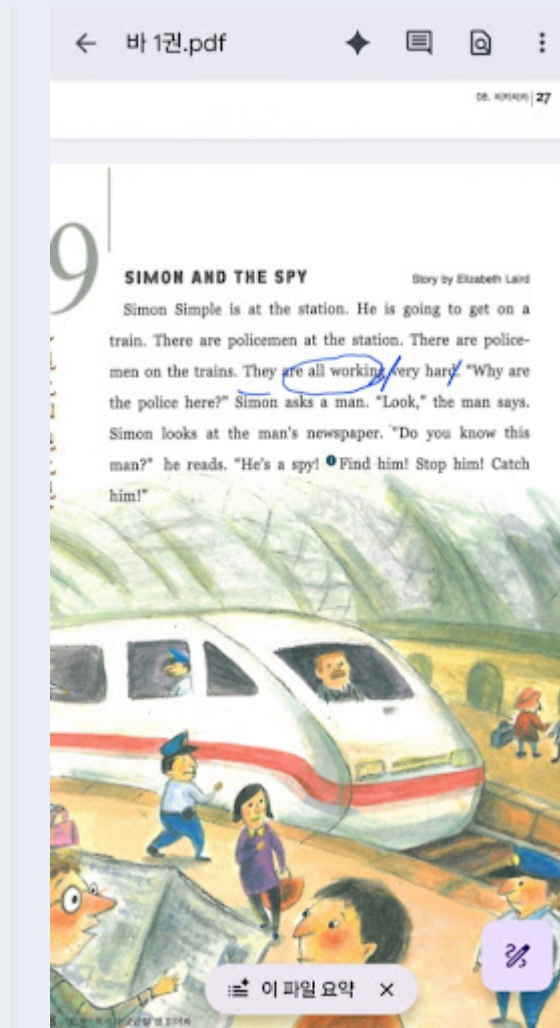 바 1권.pdf
27
9
SIMON AND THE SPY
Story by Elizabeth Laird
Simon Simple is at the station. He is going to get on a
train. There are policemen at the station. There are police-
men on the trains. They are all working very hard. "Why are
the police here?" Simon asks a man. "Look," the man says.
Simon looks at the man's newspaper. "Do you know this
man?" he reads. "He's a spy! Find him! Stop him! Catch
him!"
이 파일 요약